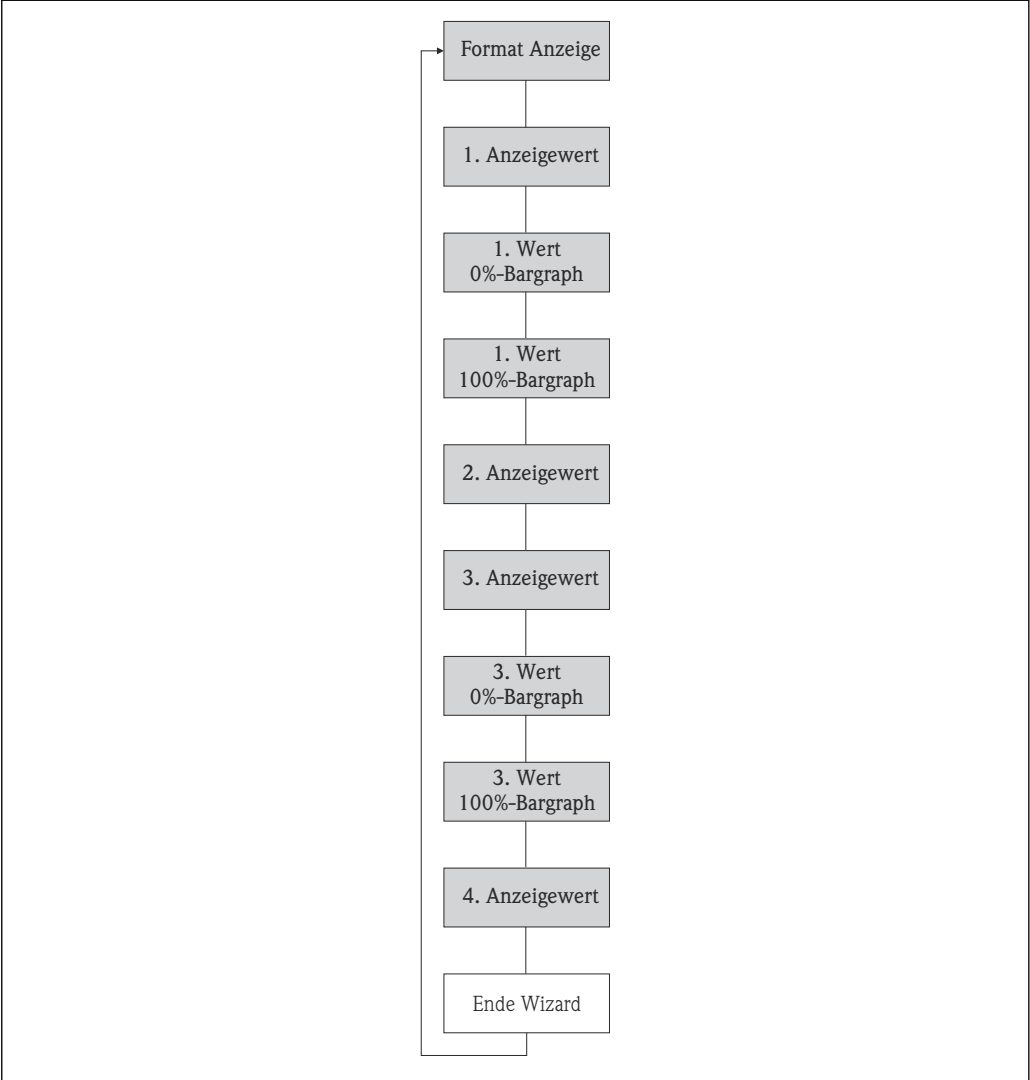 Format Anzeige
1. Anzeigewert
1. Wert
0%-Bargraph
1. Wert
100%-Bargraph
2. Anzeigewert
3. Anzeigewert
3. Wert
0%-Bargraph
3. Wert
100%-Bargraph
4. Anzeigewert
Ende Wizard